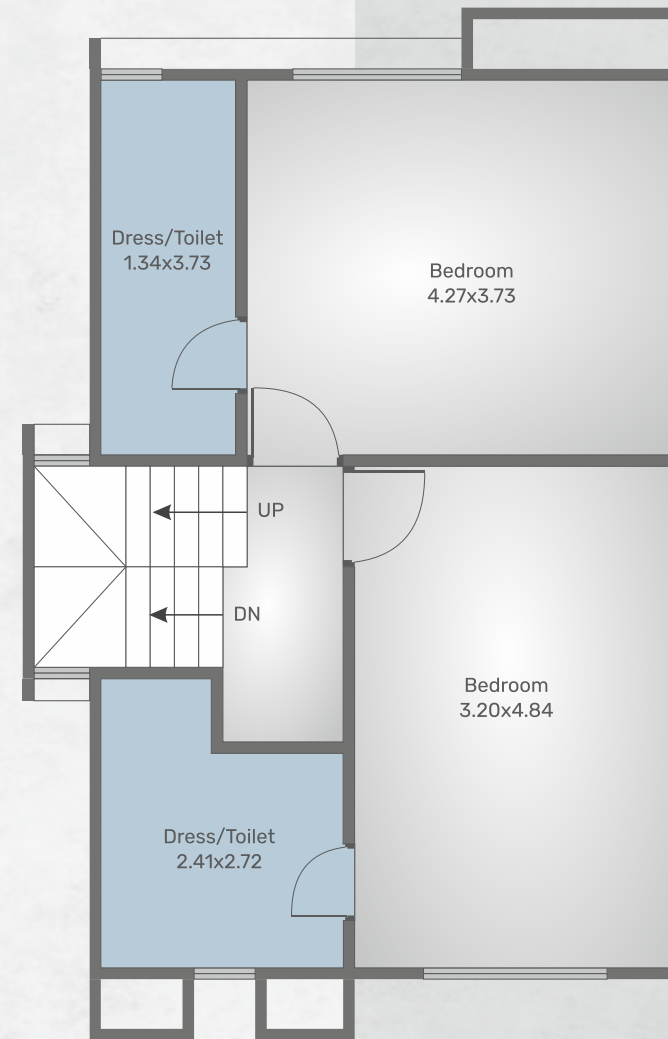 Dress/Toilet
1.34x3.73
Bedroom
4.27x3.73
UP
DN
Bedroom
3.20x4.84
Dress/Toilet
2.41x2.72